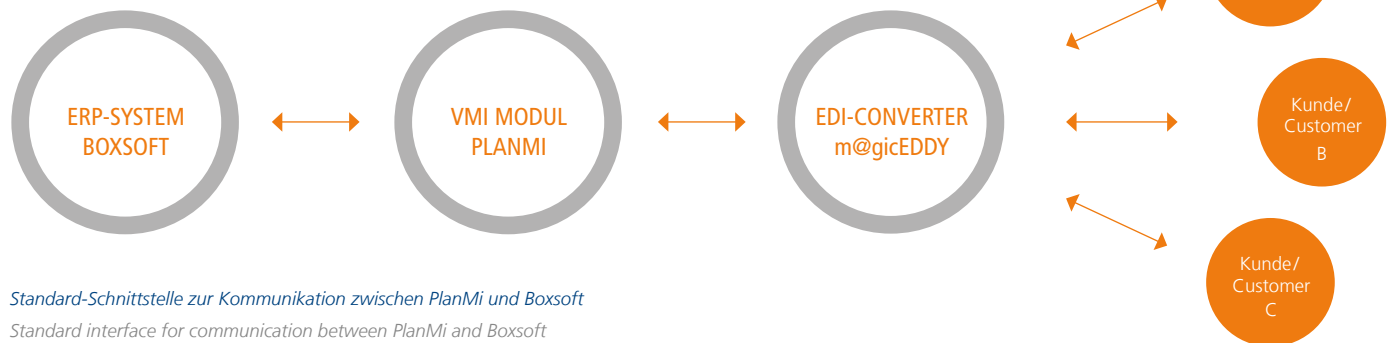 ERP-SYSTEM
BOXSOFT
VMI MODUL
PLANMI
EDI-CONVERTER
m@gicEDDY
Kunde/
Customer
B
Kunde/
Customer
C
Standard-Schnittstelle zur Kommunikation zwischen PlanMi und Boxsoft
Standard interface for communication between PlanMi and Boxsoft